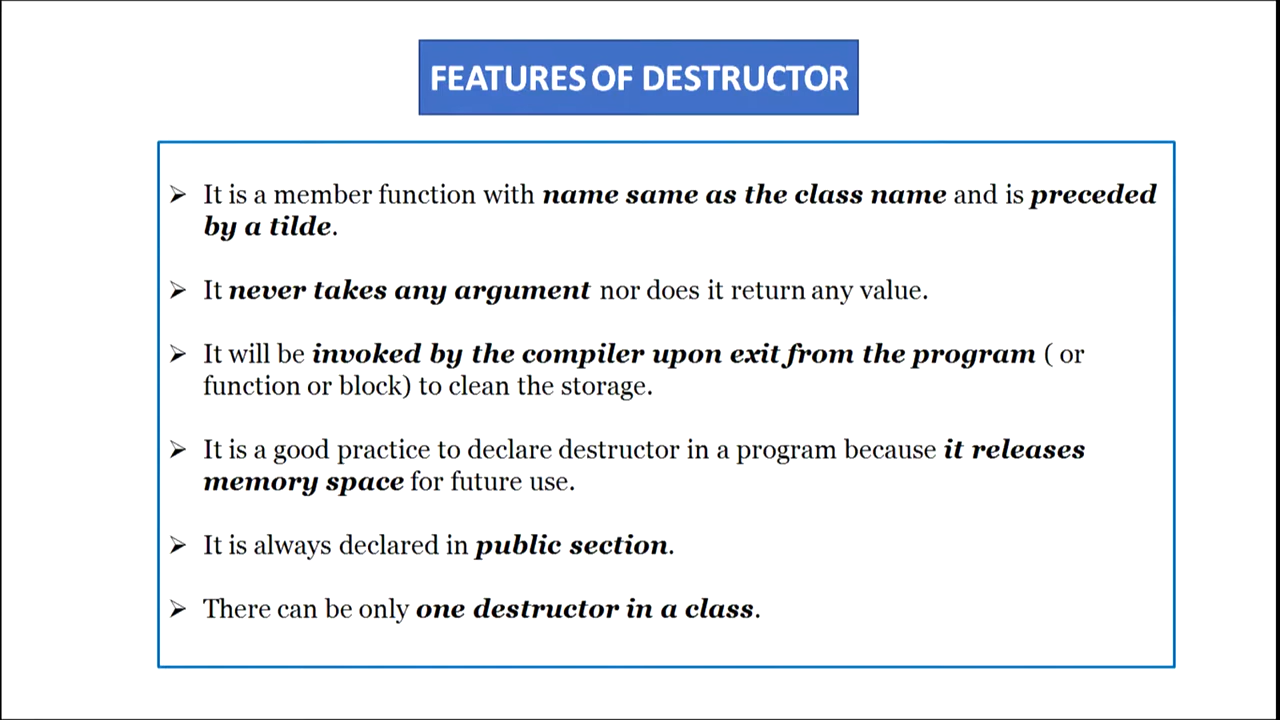 FEATURES OF DESTRUCTOR
➢ It is a member function with name same as the class name and is preceded
by a tilde.
➢ It never takes any argument nor does it return any value.
➢ It will be invoked by the compiler upon exit from the program ( or
function or block) to clean the storage.
➢ It is a good practice to declare destructor in a program because it releases
memory space for future use.
➢ It is always declared in public section.
➢ There can be only one destructor in a class.